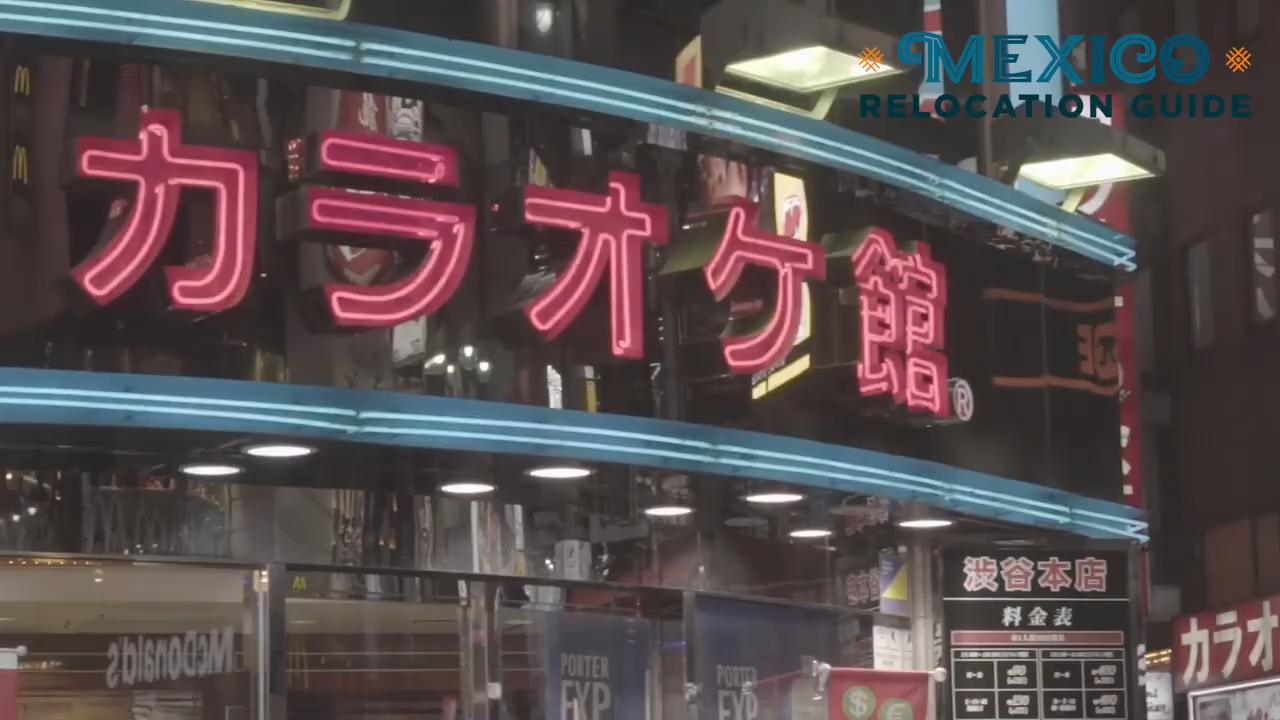 MEXICO
RELOCATION GUIDE
カラオケ館®
渋谷本店
料金表
McDonald's
PORTER
EXP
PORTER
EXP
$
€
カラオ